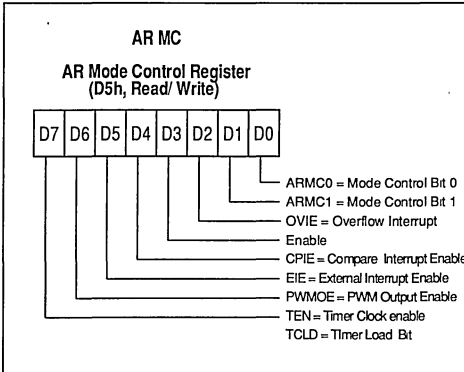 AR MC
AR Mode Control Register
(D5h, Read/ Write)
D7 D6 D5 D4 D3 D2 D1 D0
ARMC0 = Mode Control Bit 0
ARMC1 = Mode Control Bit 1
OVIE = Overflow Interrupt
Enable
CPIE = Compare Interrupt Enable
EIE = External Interrupt Enable
PWMOE = PWM Output Enable
TEN = Timer Clock enable
TCLD = TImer Load Bit